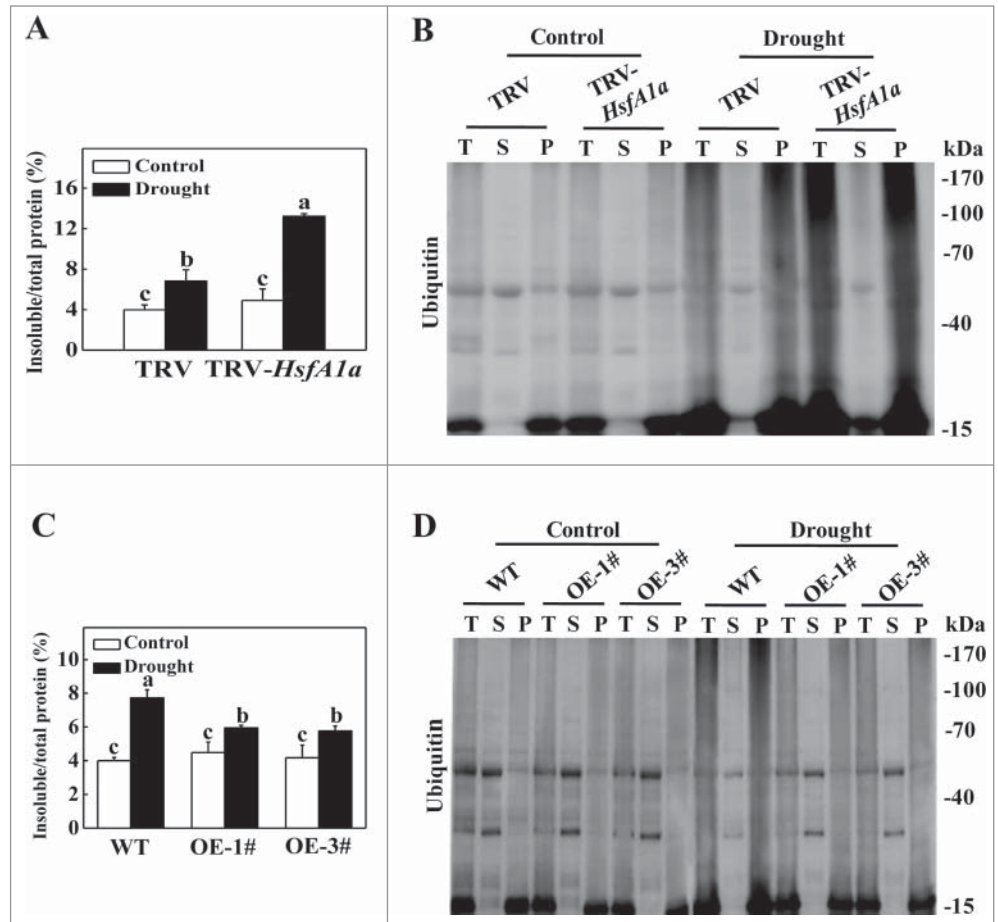 A
Insoluble/total protein (%)
Control
Drought
16
12
8
4
0
c
b
c
a
TRV TRV-HsfA1a
B
Control Drought
TRV TRV-HsfA1a TRV TRV-HsfA1a
T S P T S P T S P T S P kDa
Ubiquitin
-170
-100
-70
-40
-15
C
Insoluble/total protein (%)
Control
Drought
10
8
6
4
2
0
c
a
c
b
c
b
WT OE-1# OE-3#
D
Control Drought
WT OE-1# OE-3# WT OE-1# OE-3#
T S P T S P T S P T S P T S P T S P kDa
Ubiquitin
-170
-100
-70
-40
-15